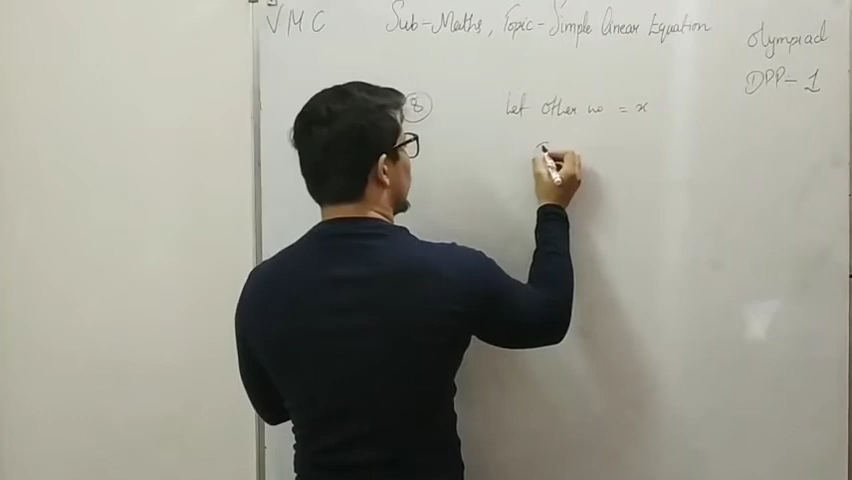 VMC
Sub-Maths, Topic-Simple linear Equation
Olympiad
DPP-1
8
Let other no = x